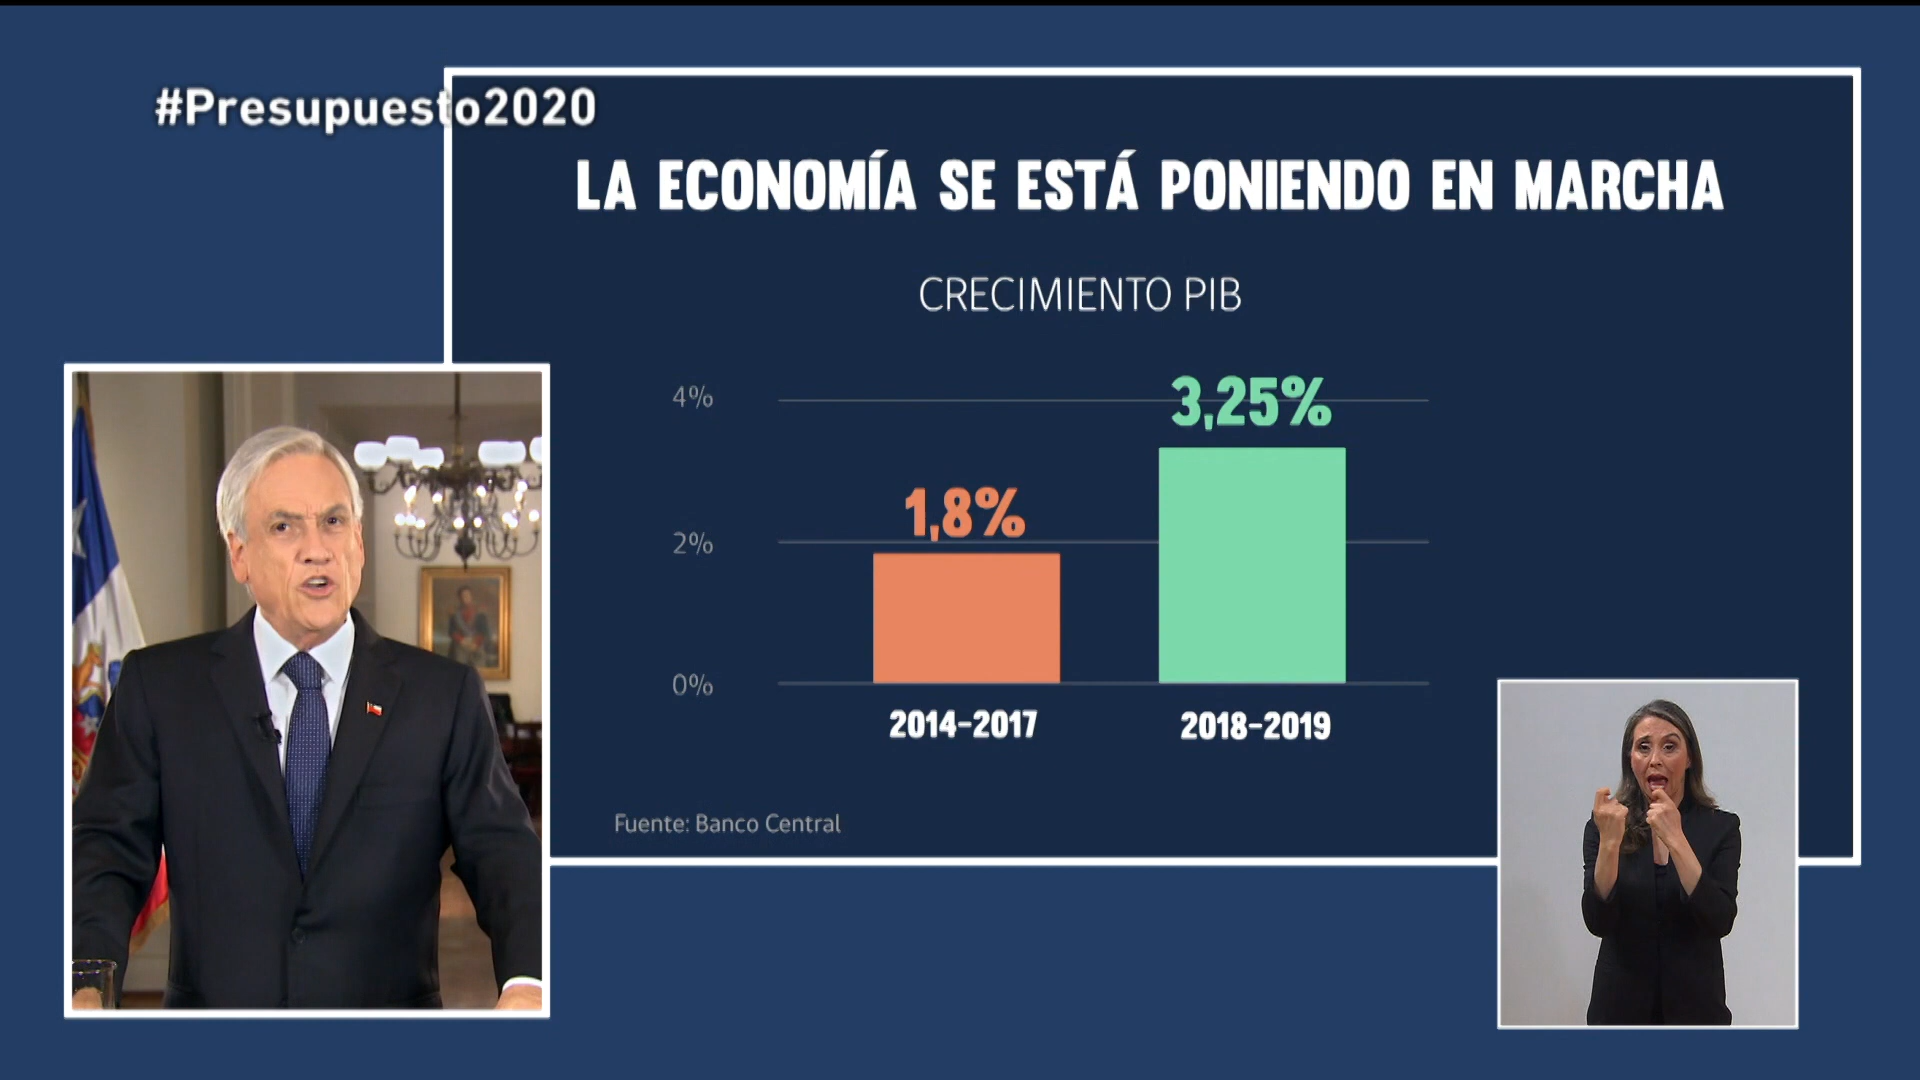 #Presupuesto2020
LA ECONOMÍA SE ESTÁ PONIENDO EN MARCHA
CRECIMIENTO PIB
4%
3,25%
1,8%
2%
0%
2014-2017
2018-2019
Fuente: Banco Central